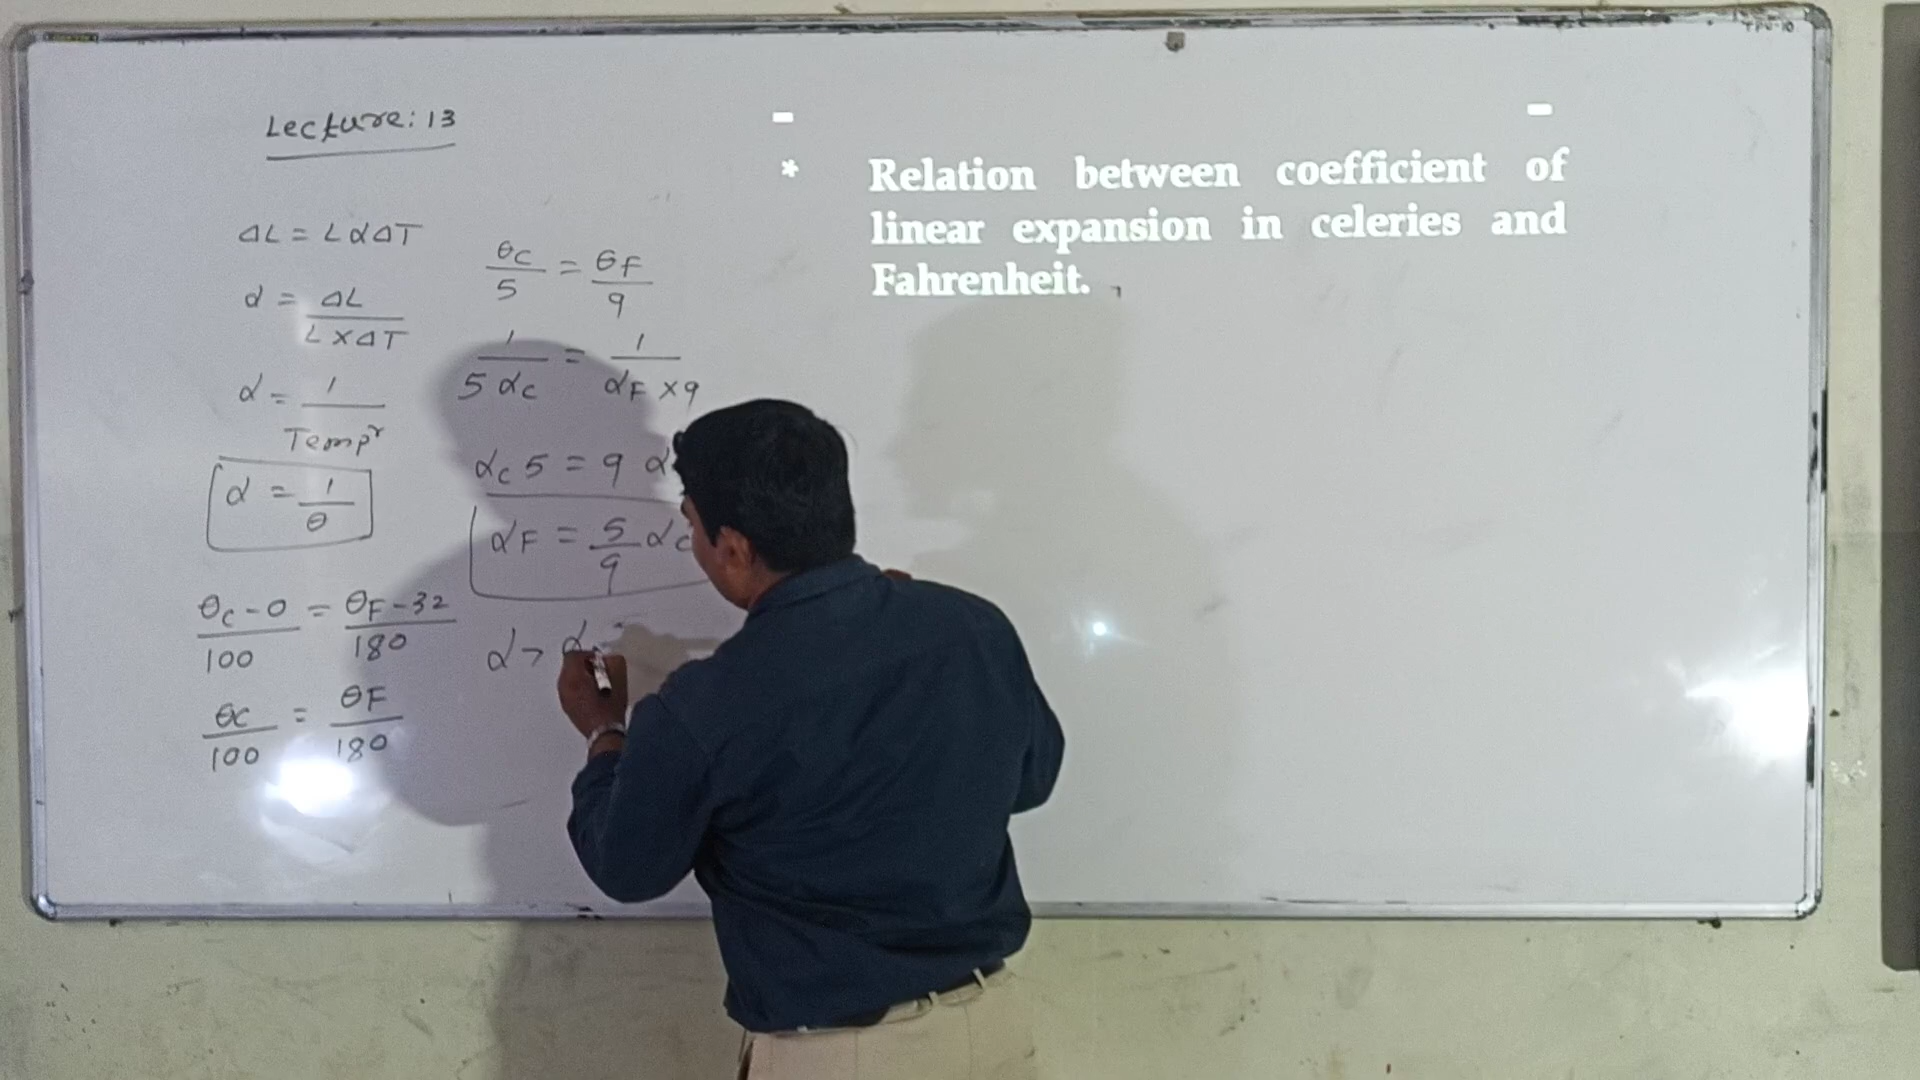 Lecture: 13
ΔL = LαΔT
α = ΔL / L×ΔT
α = 1 / Tempʳ
α = 1/θ
θc - 0 / 100 = θF - 32 / 180
θc / 100 = θF / 180
θc / 5 = θF / 9
1 / 5 αc = 1 / αF × 9
αc 5 = 9 α
αF = 5/9 αc
α > α
* Relation between coefficient of
linear expansion in celeries and
Fahrenheit.